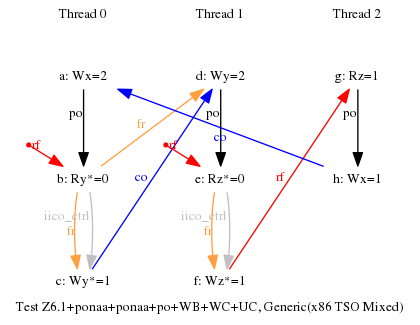 Thread 0 Thread 1 Thread 2
a: Wx=2 d: Wy=2 g: Rz=1
po po po
fr
co
rf rf
b: Ry*=0 e: Rz*=0 co rf h: Wx=1
iico_ctrl iico_ctrl
fr fr
c: Wy*=1 f: Wz*=1
Test Z6.1+ponaa+ponaa+po+WB+WC+UC, Generic(x86 TSO Mixed)